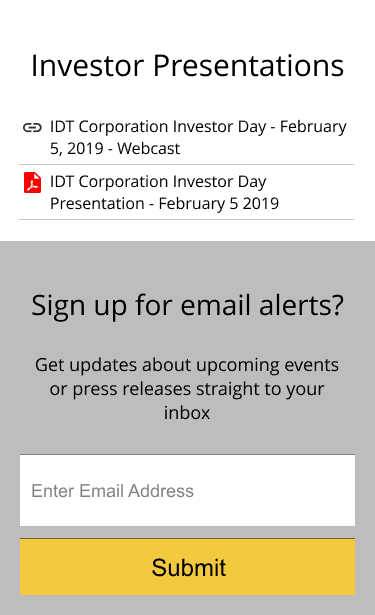 Investor Presentations
IDT Corporation Investor Day - February
5, 2019 - Webcast
IDT Corporation Investor Day
Presentation - February 5 2019
Sign up for email alerts?
Get updates about upcoming events
or press releases straight to your
inbox
Enter Email Address
Submit